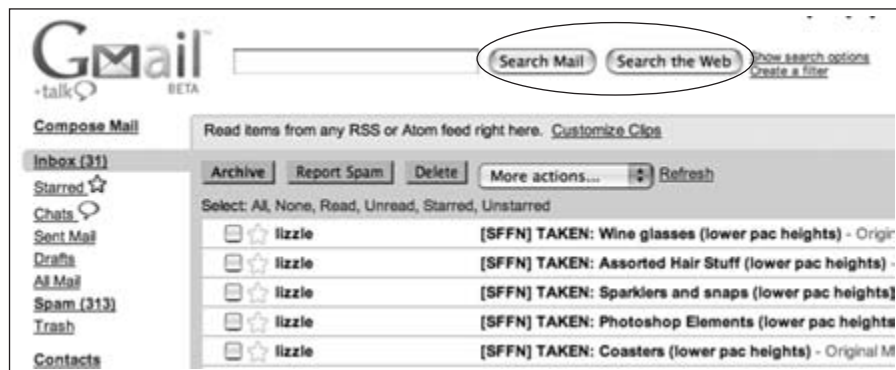 Gmail™
+talk
BETA
Search Mail
Search the Web
Show search options
Create a filter
Compose Mail
Inbox (31)
Starred
Chats
Sent Mail
Drafts
All Mail
Spam (313)
Trash
Contacts
Read items from any RSS or Atom feed right here. Customize Clips
Archive
Report Spam
Delete
More actions...
Refresh
Select: All, None, Read, Unread, Starred, Unstarred
lizzle [SFFN] TAKEN: Wine glasses (lower pac heights) -
lizzle [SFFN] TAKEN: Assorted Hair Stuff (lower pac heights) -
lizzle [SFFN] TAKEN: Sparklers and snaps (lower pac heights)
lizzle [SFFN] TAKEN: Photoshop Elements (lower pac heights
lizzle [SFFN] TAKEN: Coasters (lower pac heights) - Original